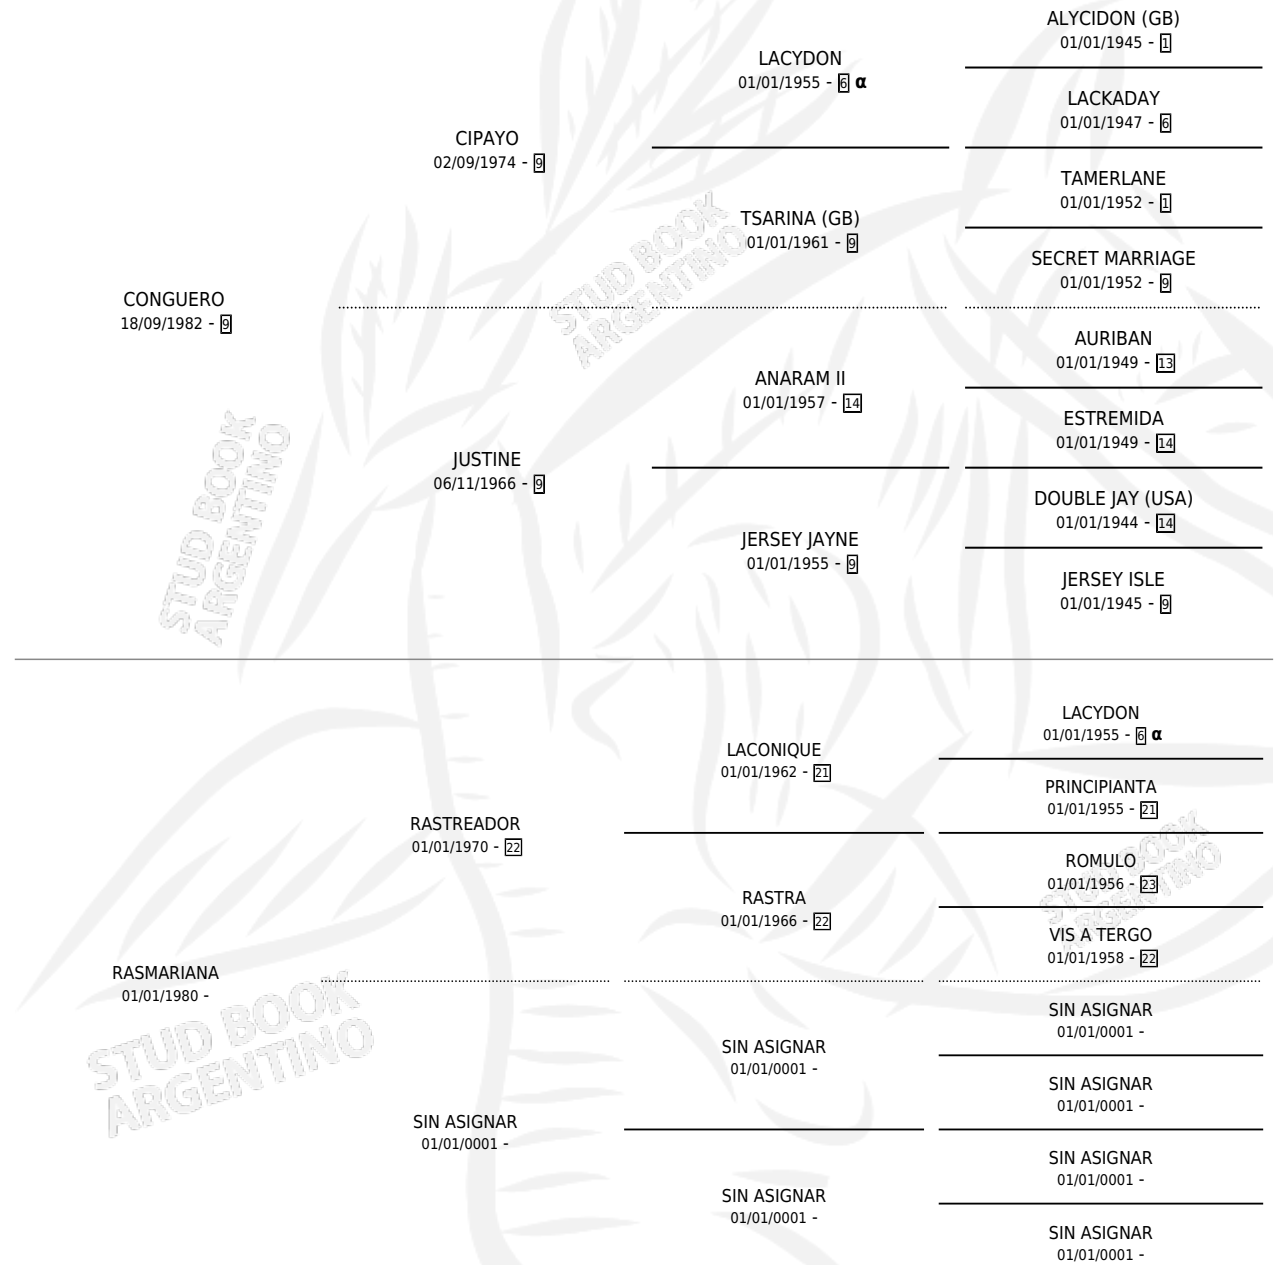 ALYCIDON (GB)
01/01/1945 - 1
LACYDON
01/01/1955 - 6 α
LACKADAY
01/01/1947 - 6
CIPAYO
02/09/1974 - 9
TAMERLANE
01/01/1952 - 1
TSARINA (GB)
01/01/1961 - 9
SECRET MARRIAGE
01/01/1952 - 9
CONGUERO
18/09/1982 - 9
STUD BOOK
ARGENTINO
AURIBAN
01/01/1949 - 13
ANARAM II
01/01/1957 - 14
ESTREMIDA
01/01/1949 - 14
JUSTINE
06/11/1966 - 9
DOUBLE JAY (USA)
01/01/1944 - 14
JERSEY JAYNE
01/01/1955 - 9
JERSEY ISLE
01/01/1945 - 9
STUD BOOK
ARGENTINO
LACYDON
01/01/1955 - 6 α
LACONIQUE
01/01/1962 - 21
PRINCIPIANTA
01/01/1955 - 21
RASTREADOR
01/01/1970 - 22
ROMULO
01/01/1956 - 23
RASTRA
01/01/1966 - 22
VIS A TERGO
01/01/1958 - 22
STUD BOOK
ARGENTINO
RASMARIANA
01/01/1980 -
STUD BOOK
ARGENTINO
SIN ASIGNAR
01/01/0001 -
SIN ASIGNAR
01/01/0001 -
SIN ASIGNAR
01/01/0001 -
SIN ASIGNAR
01/01/0001 -
SIN ASIGNAR
01/01/0001 -
SIN ASIGNAR
01/01/0001 -
SIN ASIGNAR
01/01/0001 -